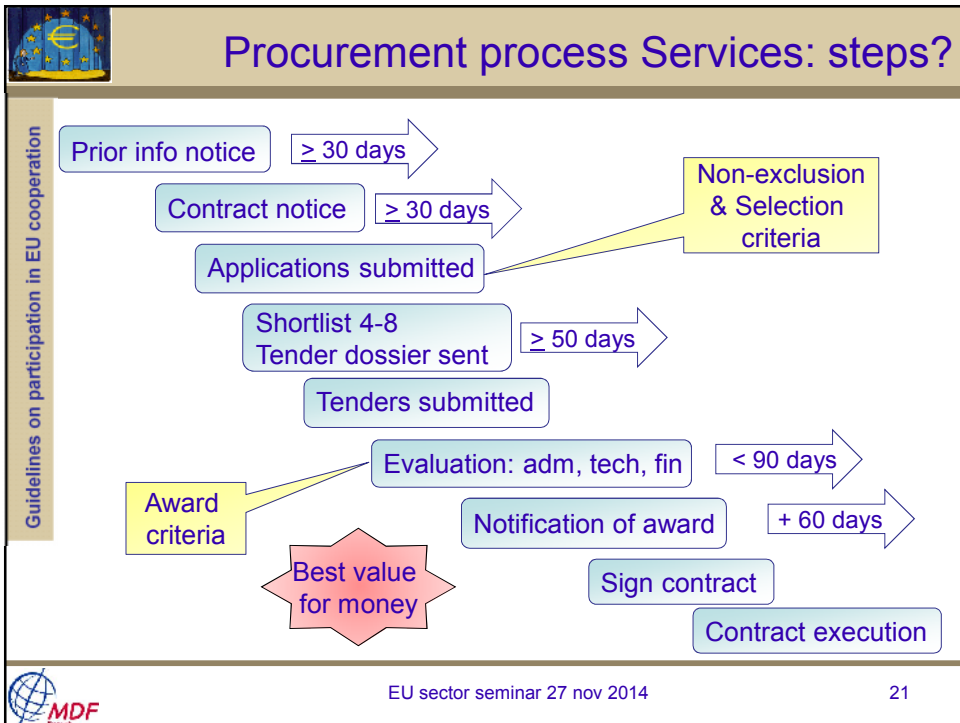 Procurement process Services: steps?
Guidelines on participation in EU cooperation
Prior info notice
≥ 30 days
Contract notice
≥ 30 days
Non-exclusion
& Selection
criteria
Applications submitted
Shortlist 4-8
Tender dossier sent
≥ 50 days
Tenders submitted
Evaluation: adm, tech, fin
< 90 days
Award
criteria
Notification of award
+ 60 days
Best value
for money
Sign contract
Contract execution
MDF
EU sector seminar 27 nov 2014
21